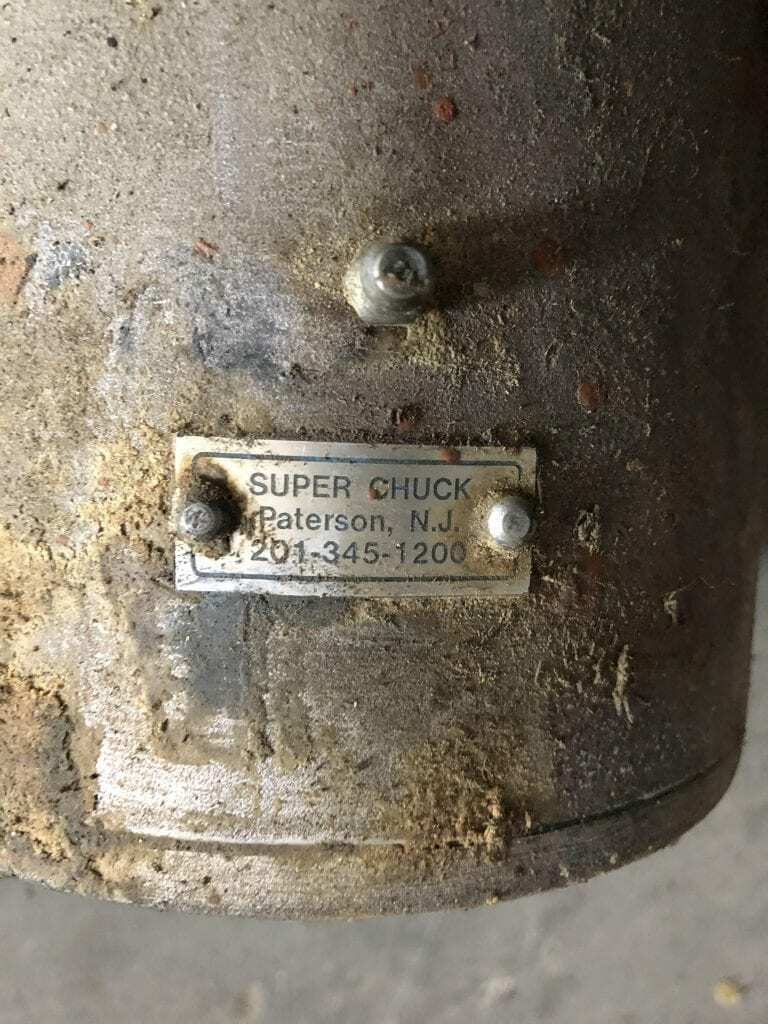 SUPER CHUCK
Paterson, N.J.
201-345-1200